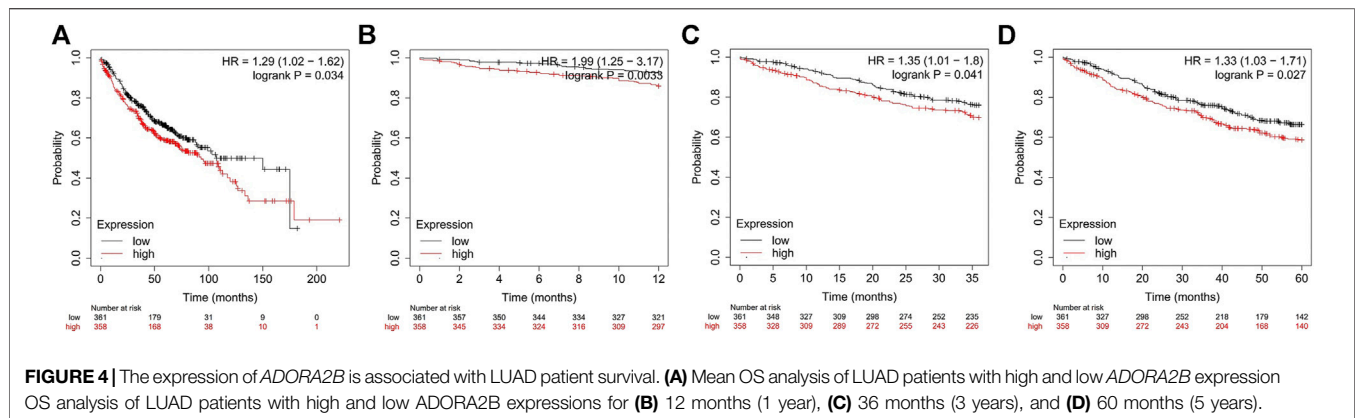 A
HR = 1.29 (1.02 − 1.62)
logrank P = 0.034
Probability
1.0
0.8
0.6
0.4
0.2
0.0
Expression
low
high
0 50 100 150 200
Time (months)
Number at risk
low 361 179 31 9 0
high 358 168 38 10 1
B
HR = 1.99 (1.25 − 3.17)
logrank P = 0.0033
Probability
1.0
0.8
0.6
0.4
0.2
0.0
Expression
low
high
0 2 4 6 8 10 12
Time (months)
Number at risk
low 361 357 350 344 334 327 321
high 358 345 334 324 316 309 297
C
HR = 1.35 (1.01 − 1.8)
logrank P = 0.041
Probability
1.0
0.8
0.6
0.4
0.2
0.0
Expression
low
high
0 5 10 15 20 25 30 35
Time (months)
Number at risk
low 361 348 327 309 298 274 252 235
high 358 328 309 289 272 255 243 226
D
HR = 1.33 (1.03 − 1.71)
logrank P = 0.027
Probability
1.0
0.8
0.6
0.4
0.2
0.0
Expression
low
high
0 10 20 30 40 50 60
Time (months)
Number at risk
low 361 327 298 252 218 179 142
high 358 309 272 243 204 168 140
FIGURE 4 | The expression of ADORA2B is associated with LUAD patient survival. (A) Mean OS analysis of LUAD patients with high and low ADORA2B expression
OS analysis of LUAD patients with high and low ADORA2B expressions for (B) 12 months (1 year), (C) 36 months (3 years), and (D) 60 months (5 years).